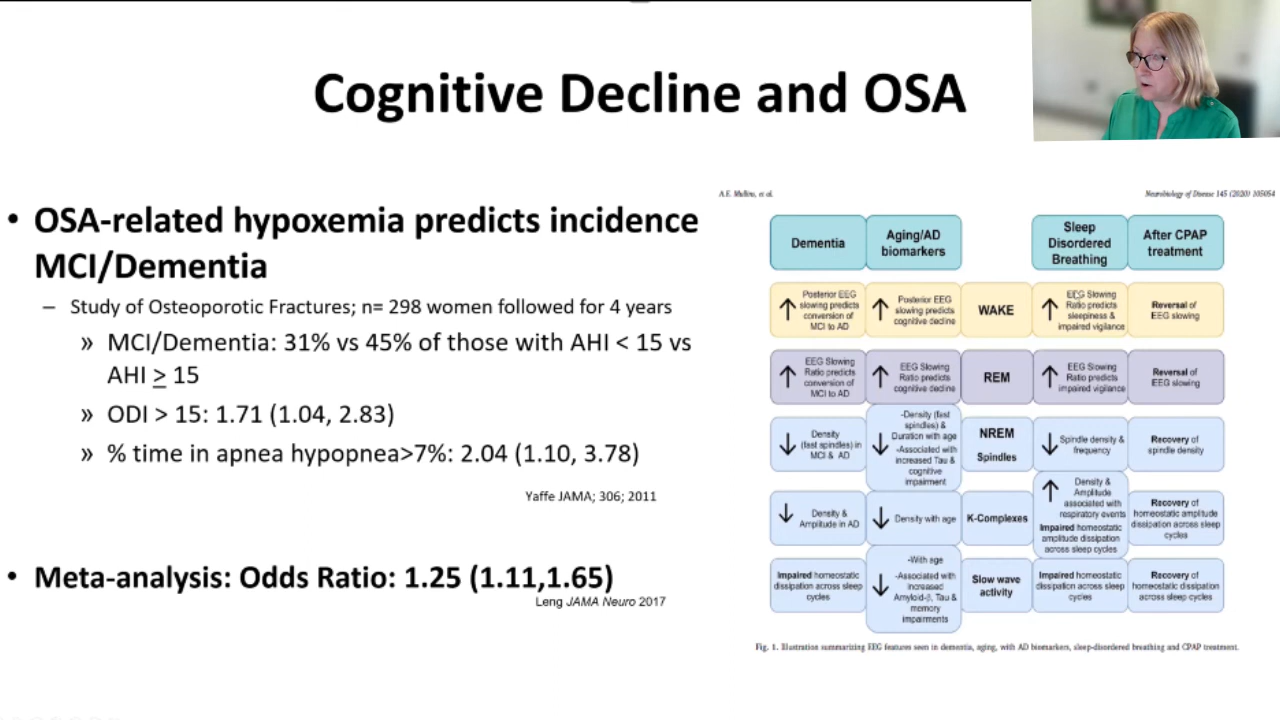 Cognitive Decline and OSA
• OSA-related hypoxemia predicts incidence
MCI/Dementia
– Study of Osteoporotic Fractures; n= 298 women followed for 4 years
» MCI/Dementia: 31% vs 45% of those with AHI < 15 vs
AHI ≥ 15
» ODI > 15: 1.71 (1.04, 2.83)
» % time in apnea hypopnea>7%: 2.04 (1.10, 3.78)
Yaffe JAMA; 306; 2011
• Meta-analysis: Odds Ratio: 1.25 (1.11,1.65)
Leng JAMA Neuro 2017
A.E. Mullins, et al.
Neurobiology of Disease 145 (2020) 105054
Dementia
Aging/AD
biomarkers
Sleep
Disordered
Breathing
After CPAP
treatment
↑ Posterior EEG
slowing predicts
conversion of
MCI to AD
↑ Posterior EEG
slowing predicts
cognitive decline
WAKE
↑ EEG Slowing
Ratio predicts
sleepiness &
impaired vigilance
Reversal of
EEG slowing
↑ EEG Slowing
Ratio predicts
conversion of
MCI to AD
↑ EEG Slowing
Ratio predicts
cognitive decline
REM
↑ EEG Slowing
Ratio predicts
impaired vigilance
Reversal of
EEG slowing
↓ Density
(fast spindles) in
MCI & AD
↓ -Density (fast
spindles) &
Duration with age
-Associated with
increased Tau &
cognitive
impairment
NREM
Spindles
↓ Spindle density &
frequency
Recovery of
spindle density
↓ Density &
Amplitude in AD
↓ Density with age
K-Complexes
↑ Density &
Amplitude
associated with
respiratory events
Impaired homeostatic
amplitude dissipation
across sleep cycles
Recovery of
homeostatic amplitude
dissipation across sleep
cycles
Impaired homeostatic
dissipation across sleep
cycles
↓ -With age
-Associated with
increased
Amyloid-β, Tau &
memory
impairments
Slow wave
activity
Impaired homeostatic
dissipation across sleep
cycles
Recovery of
homeostatic dissipation
across sleep cycles
Fig. 1. Illustration summarizing EEG features seen in dementia, aging, with AD biomarkers, sleep-disordered breathing and CPAP treatment.